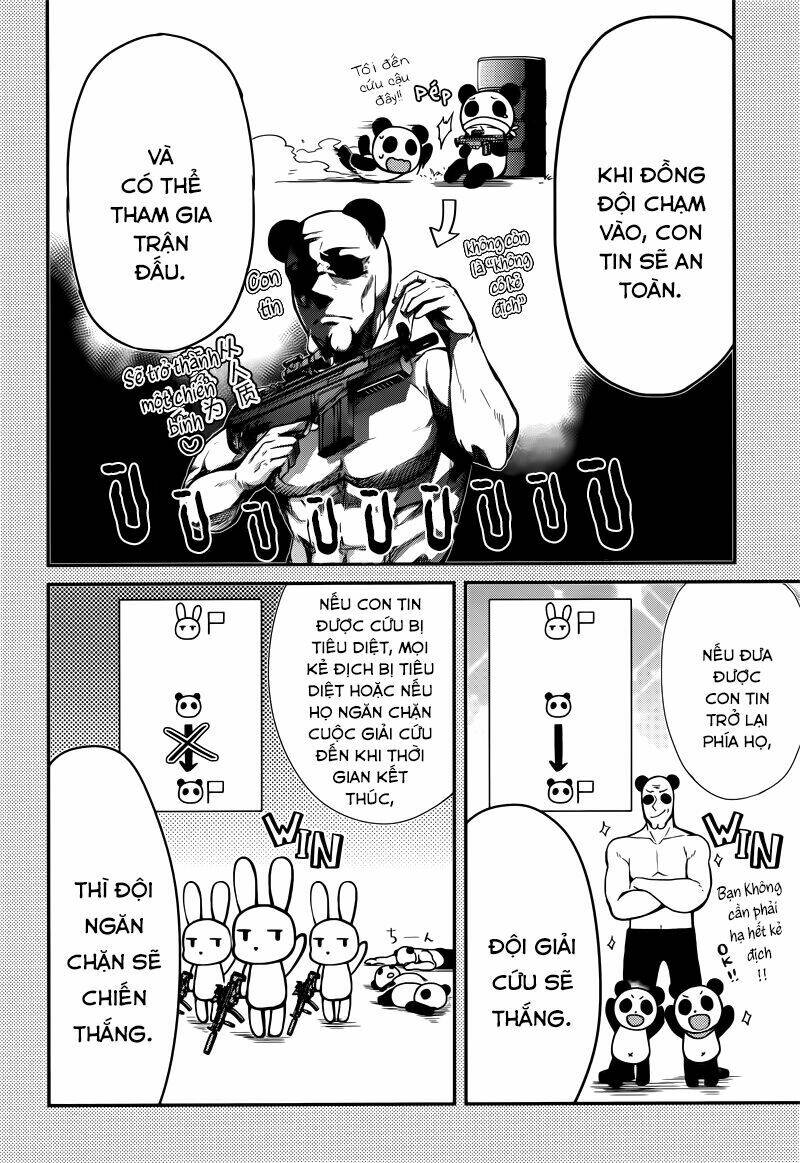 KHI ĐỒNG
ĐỘI CHẠM
VÀO, CON
TIN SẼ AN
TOÀN.
Tôi đến
cứu cậu
đây!!
PÉP
VÀ
CÓ THỂ
THAM GIA
TRẬN
ĐẤU.
không còn
là "không
có kẻ
địch"
Con
tin
Sẽ trở thành
một chiến
binh
NẾU ĐƯA
ĐƯỢC
CON TIN
TRỞ LẠI
PHÍA HỌ,
P
P
WIN
Bạn không
cần phải
hạ hết kẻ
địch
!!
OK!!
ĐỘI GIẢI
CỨU SẼ
THẮNG.
NẾU CON TIN
ĐƯỢC CỨU BỊ
TIÊU DIỆT, MỌI
KẺ ĐỊCH BỊ TIÊU
DIỆT HOẶC NẾU
HỌ NGĂN CHẶN
CUỘC GIẢI CỨU
ĐẾN KHI THỜI
GIAN KẾT
THÚC,
P
P
WIN
ちーん
THÌ ĐỘI
NGĂN
CHẶN SẼ
CHIẾN
THẮNG.